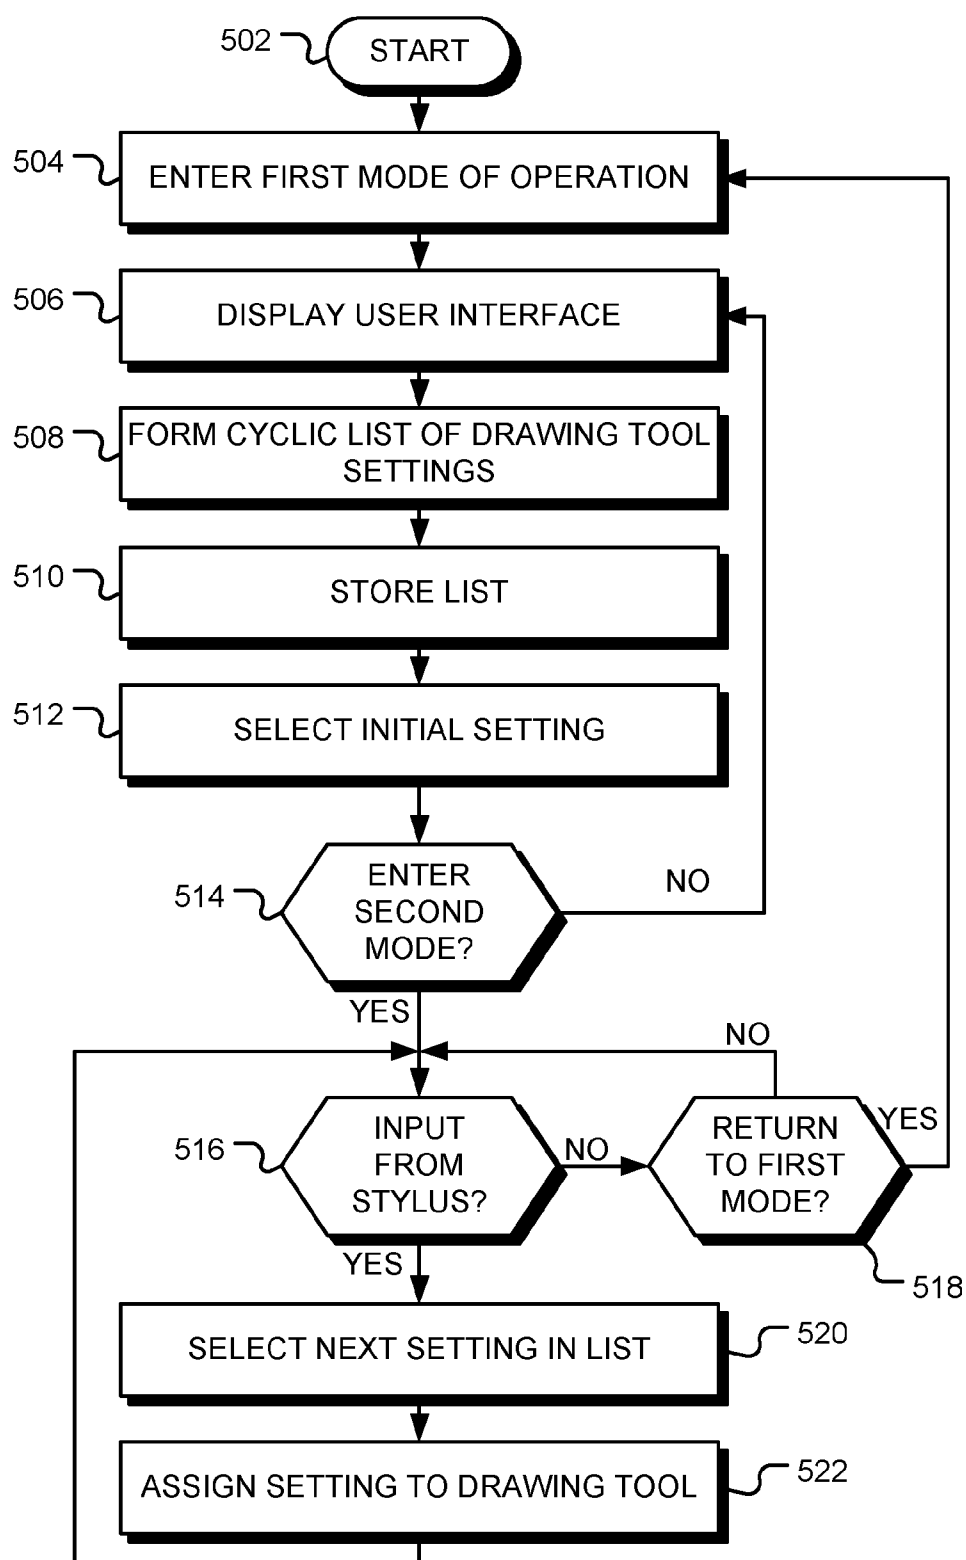 502
START
504
ENTER FIRST MODE OF OPERATION
506
DISPLAY USER INTERFACE
508
FORM CYCLIC LIST OF DRAWING TOOL
SETTINGS
510
STORE LIST
512
SELECT INITIAL SETTING
514
ENTER
SECOND
MODE?
NO
YES
NO
516
INPUT
FROM
STYLUS?
NO
RETURN
TO FIRST
MODE?
YES
518
YES
SELECT NEXT SETTING IN LIST
520
ASSIGN SETTING TO DRAWING TOOL
522